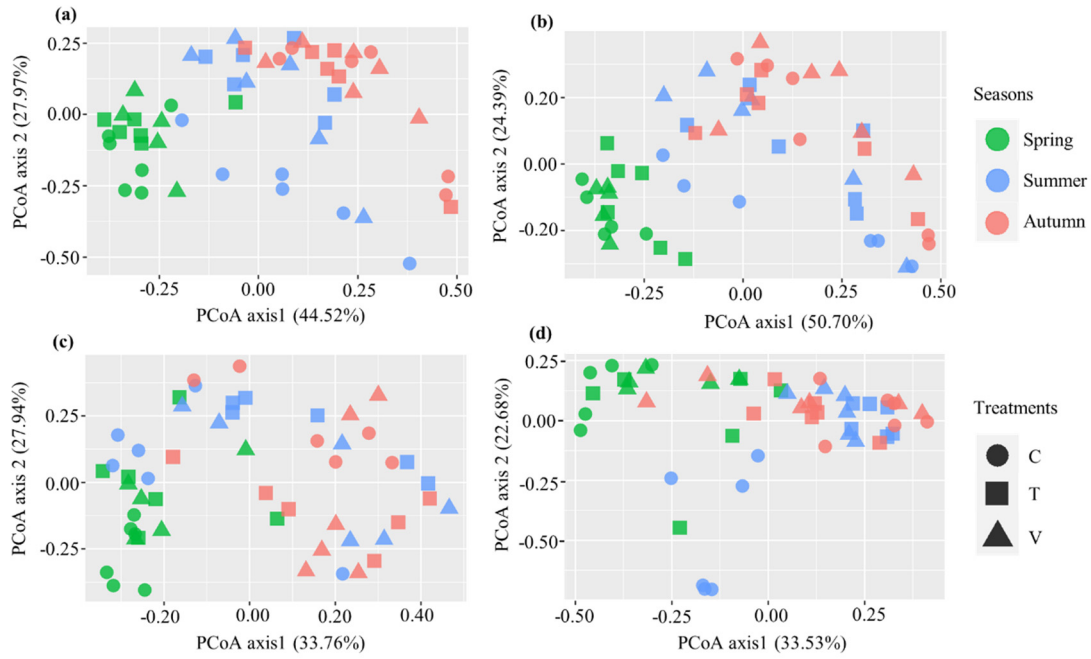 (a)
PCoA axis 2 (27.97%)
0.25
0.00
-0.25
-0.50
-0.25
0.00
0.25
0.50
PCoA axis1 (44.52%)
(b)
PCoA axis 2 (24.39%)
0.20
0.00
-0.20
-0.25
0.00
0.25
0.50
PCoA axis1 (50.70%)
Seasons
Spring
Summer
Autumn
(c)
PCoA axis 2 (27.94%)
0.25
0.00
-0.25
-0.20
0.00
0.20
0.40
PCoA axis1 (33.76%)
(d)
PCoA axis 2 (22.68%)
0.25
0.00
-0.25
-0.50
-0.50
-0.25
0.00
0.25
PCoA axis1 (33.53%)
Treatments
C
T
V